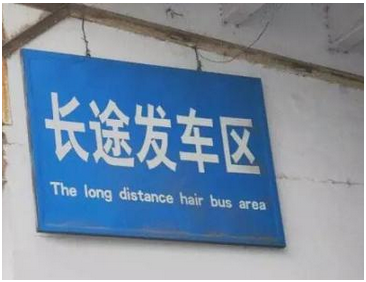 长途发车区
The long distance hair bus area